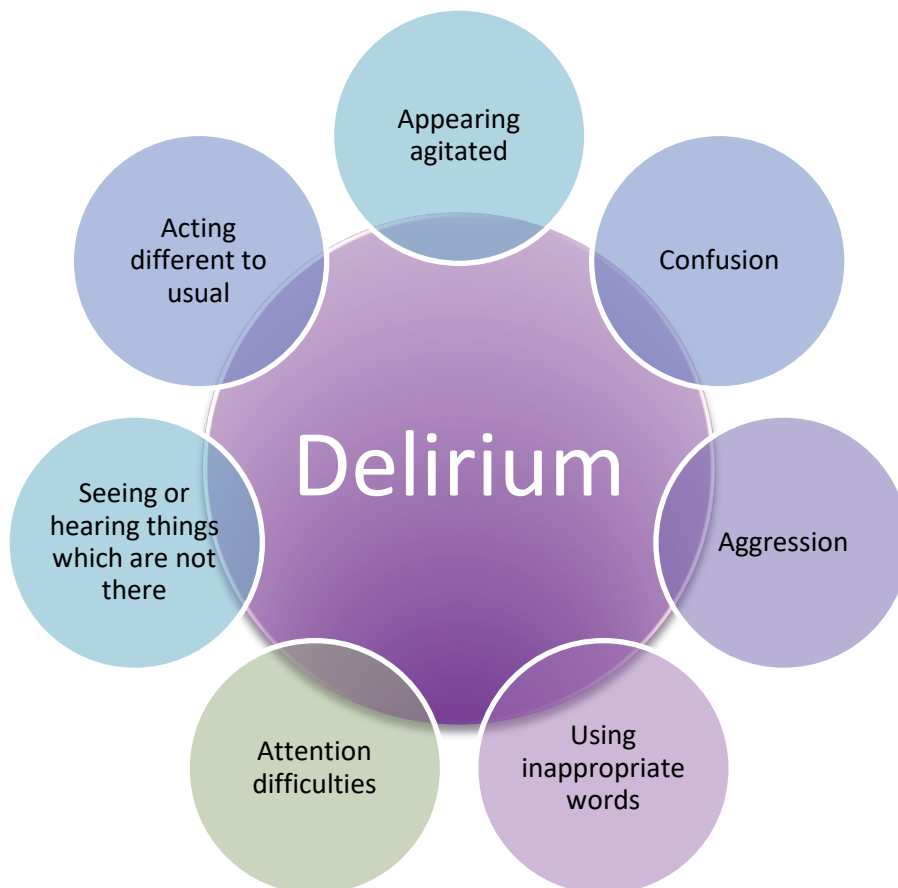 Appearing
agitated
Confusion
Aggression
Using
inappropriate
words
Attention
difficulties
Seeing or
hearing things
which are not
there
Acting
different to
usual
Delirium